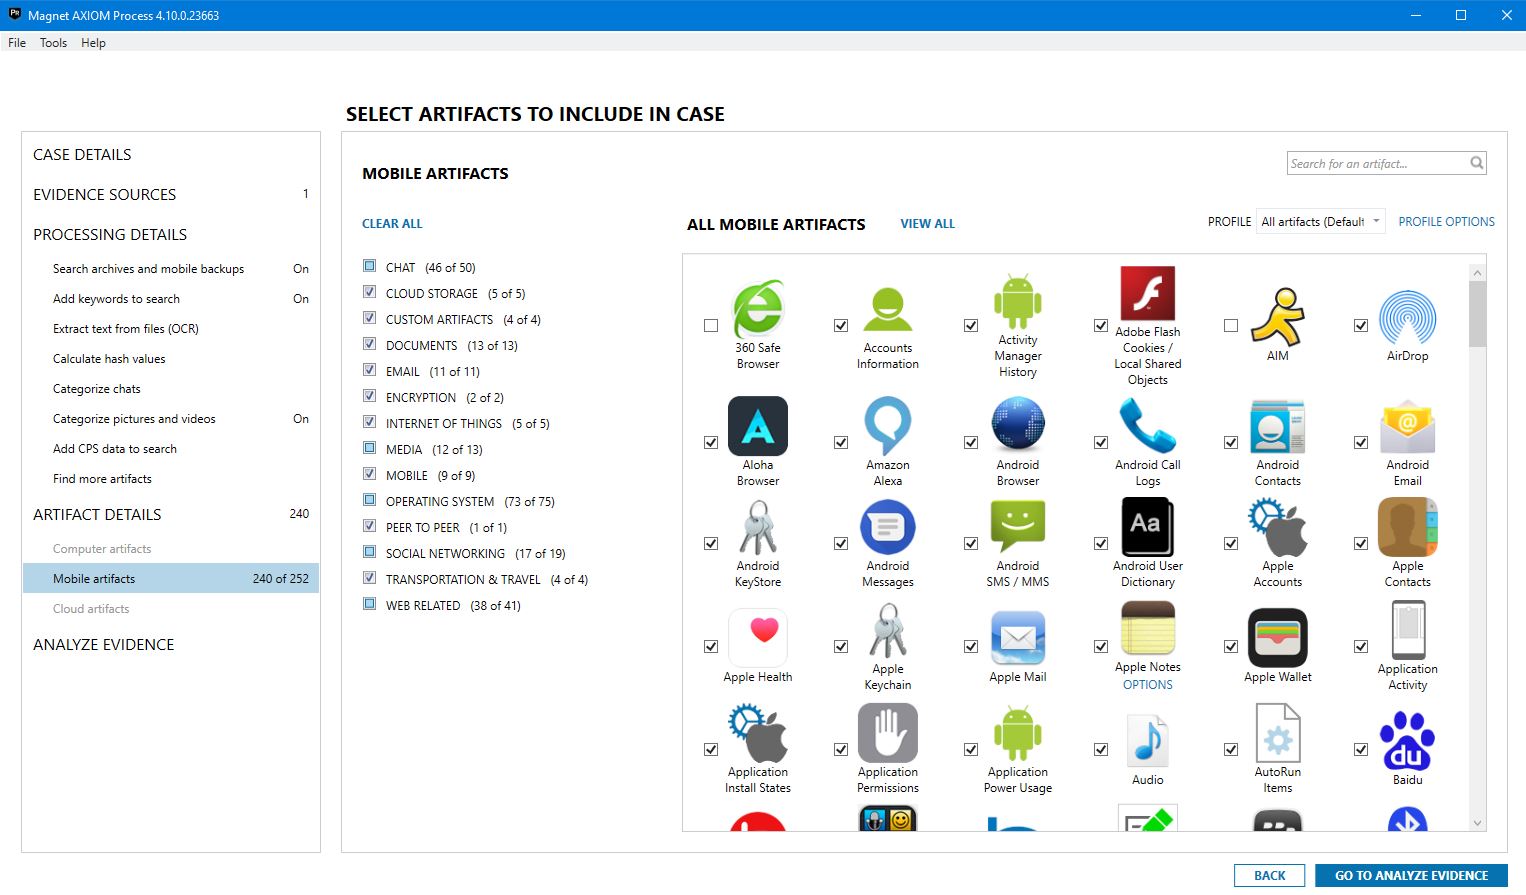 Magnet AXIOM Process 4.10.0.23663
File Tools Help
SELECT ARTIFACTS TO INCLUDE IN CASE
CASE DETAILS
EVIDENCE SOURCES 1
PROCESSING DETAILS
Search archives and mobile backups On
Add keywords to search On
Extract text from files (OCR)
Calculate hash values
Categorize chats
Categorize pictures and videos On
Add CPS data to search
Find more artifacts
ARTIFACT DETAILS 240
Computer artifacts
Mobile artifacts 240 of 252
Cloud artifacts
ANALYZE EVIDENCE
MOBILE ARTIFACTS
Search for an artifact...
CLEAR ALL
CHAT (46 of 50)
CLOUD STORAGE (5 of 5)
CUSTOM ARTIFACTS (4 of 4)
DOCUMENTS (13 of 13)
EMAIL (11 of 11)
ENCRYPTION (2 of 2)
INTERNET OF THINGS (5 of 5)
MEDIA (12 of 13)
MOBILE (9 of 9)
OPERATING SYSTEM (73 of 75)
PEER TO PEER (1 of 1)
SOCIAL NETWORKING (17 of 19)
TRANSPORTATION & TRAVEL (4 of 4)
WEB RELATED (38 of 41)
ALL MOBILE ARTIFACTS VIEW ALL
PROFILE All artifacts (Default PROFILE OPTIONS
360 Safe
Browser
Accounts
Information
Activity
Manager
History
Adobe Flash
Cookies /
Local Shared
Objects
AIM
AirDrop
Aloha
Browser
Amazon
Alexa
Android
Browser
Android Call
Logs
Android
Contacts
Android
Email
Android
KeyStore
Android
Messages
Android
SMS / MMS
Aa
Android User
Dictionary
Apple
Accounts
Apple
Contacts
Apple Health
Apple
Keychain
Apple Mail
Apple Notes
OPTIONS
Apple Wallet
Application
Activity
Application
Install States
Application
Permissions
Application
Power Usage
Audio
AutoRun
Items
du
Baidu
BACK
GO TO ANALYZE EVIDENCE